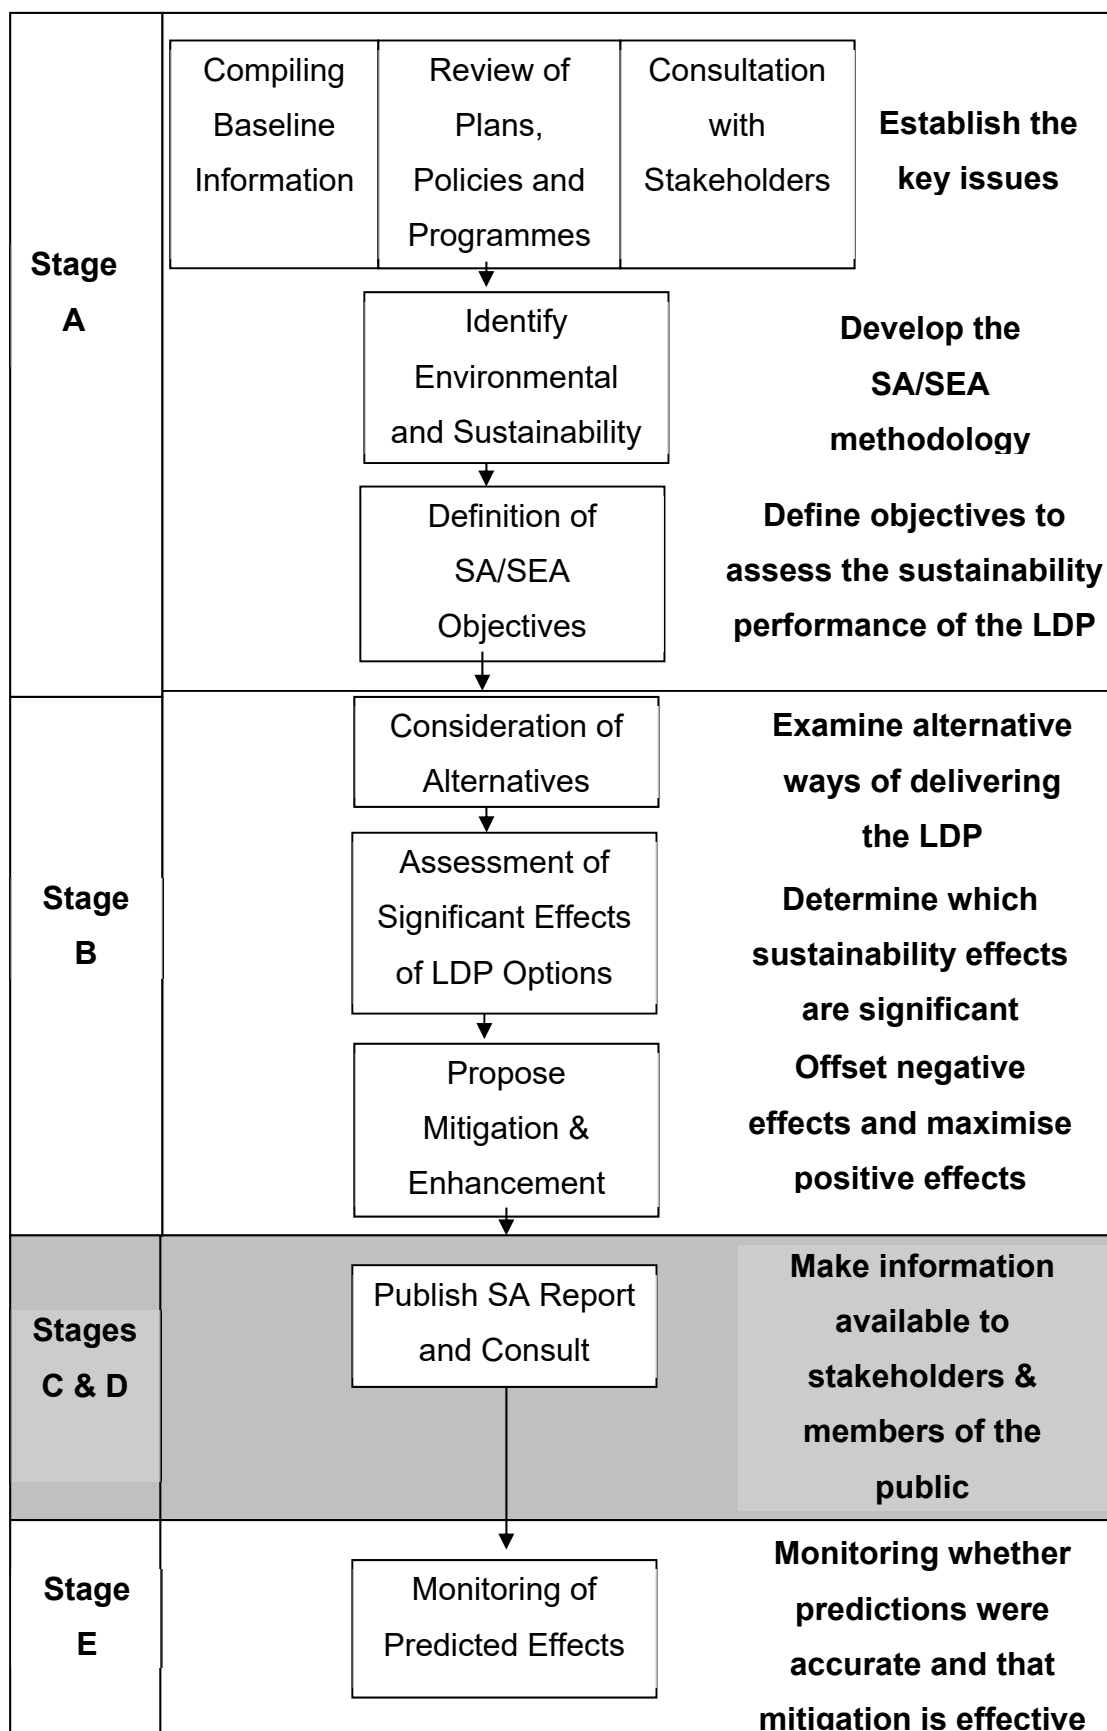 Stage
A
Compiling
Baseline
Information
Review of
Plans,
Policies and
Programmes
Consultation
with
Stakeholders
Establish the
key issues
Identify
Environmental
and Sustainability
Develop the
SA/SEA
methodology
Definition of
SA/SEA
Objectives
Define objectives to
assess the sustainability
performance of the LDP
Stage
B
Consideration of
Alternatives
Examine alternative
ways of delivering
the LDP
Assessment of
Significant Effects
of LDP Options
Determine which
sustainability effects
are significant
Propose
Mitigation &
Enhancement
Offset negative
effects and maximise
positive effects
Stages
C & D
Publish SA Report
and Consult
Make information
available to
stakeholders &
members of the
public
Stage
E
Monitoring of
Predicted Effects
Monitoring whether
predictions were
accurate and that
mitigation is effective